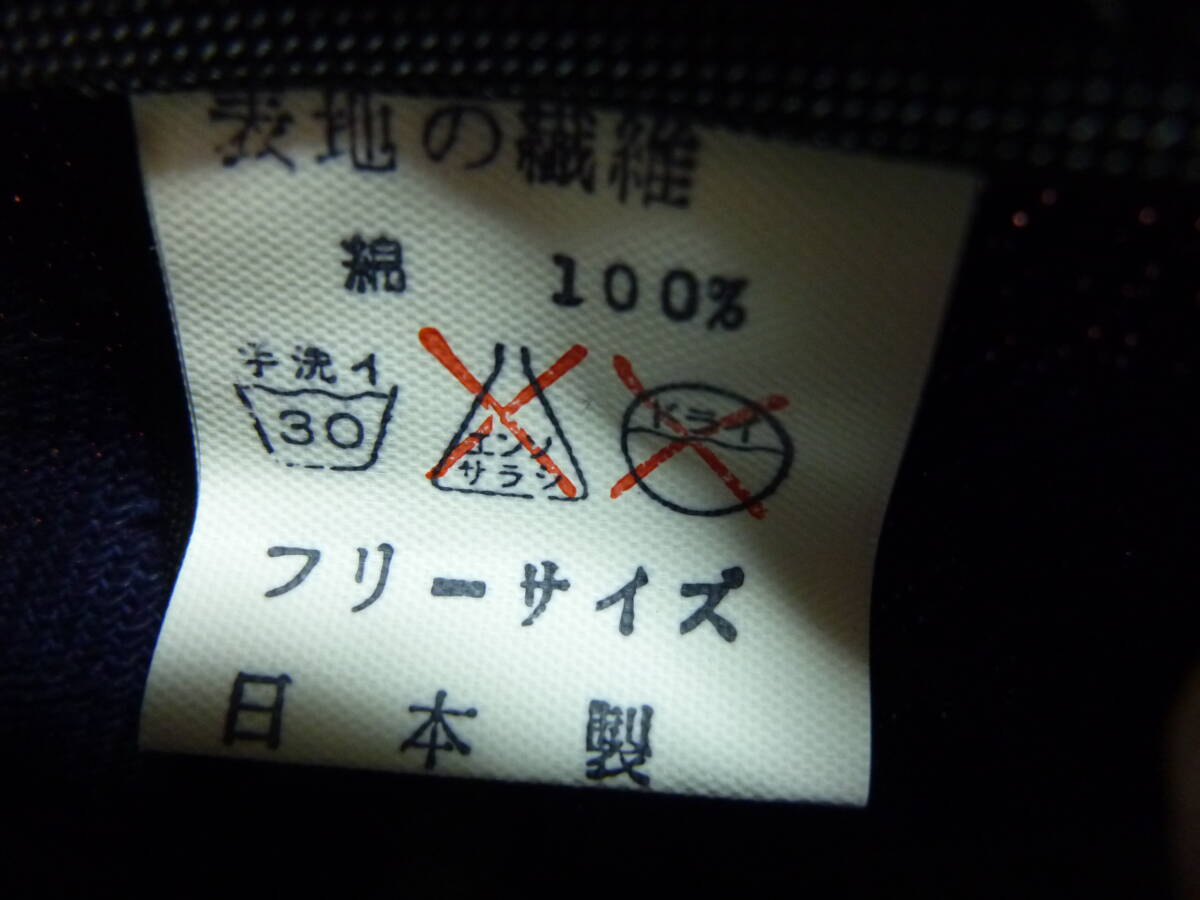 表地の繊維
綿 100%
手洗イ
30
エンソ
サラシ
ドライ
フリーサイズ
日本製